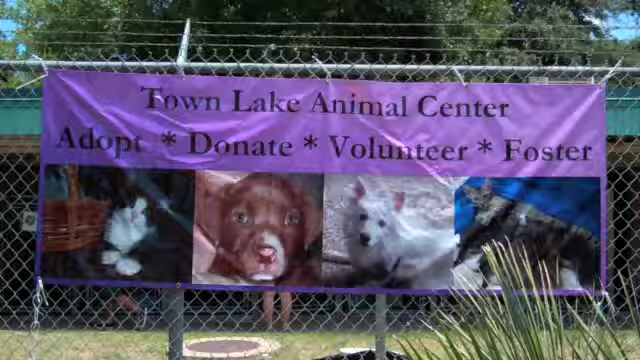 Town Lake Animal Center
Adopt * Donate * Volunteer * Foster